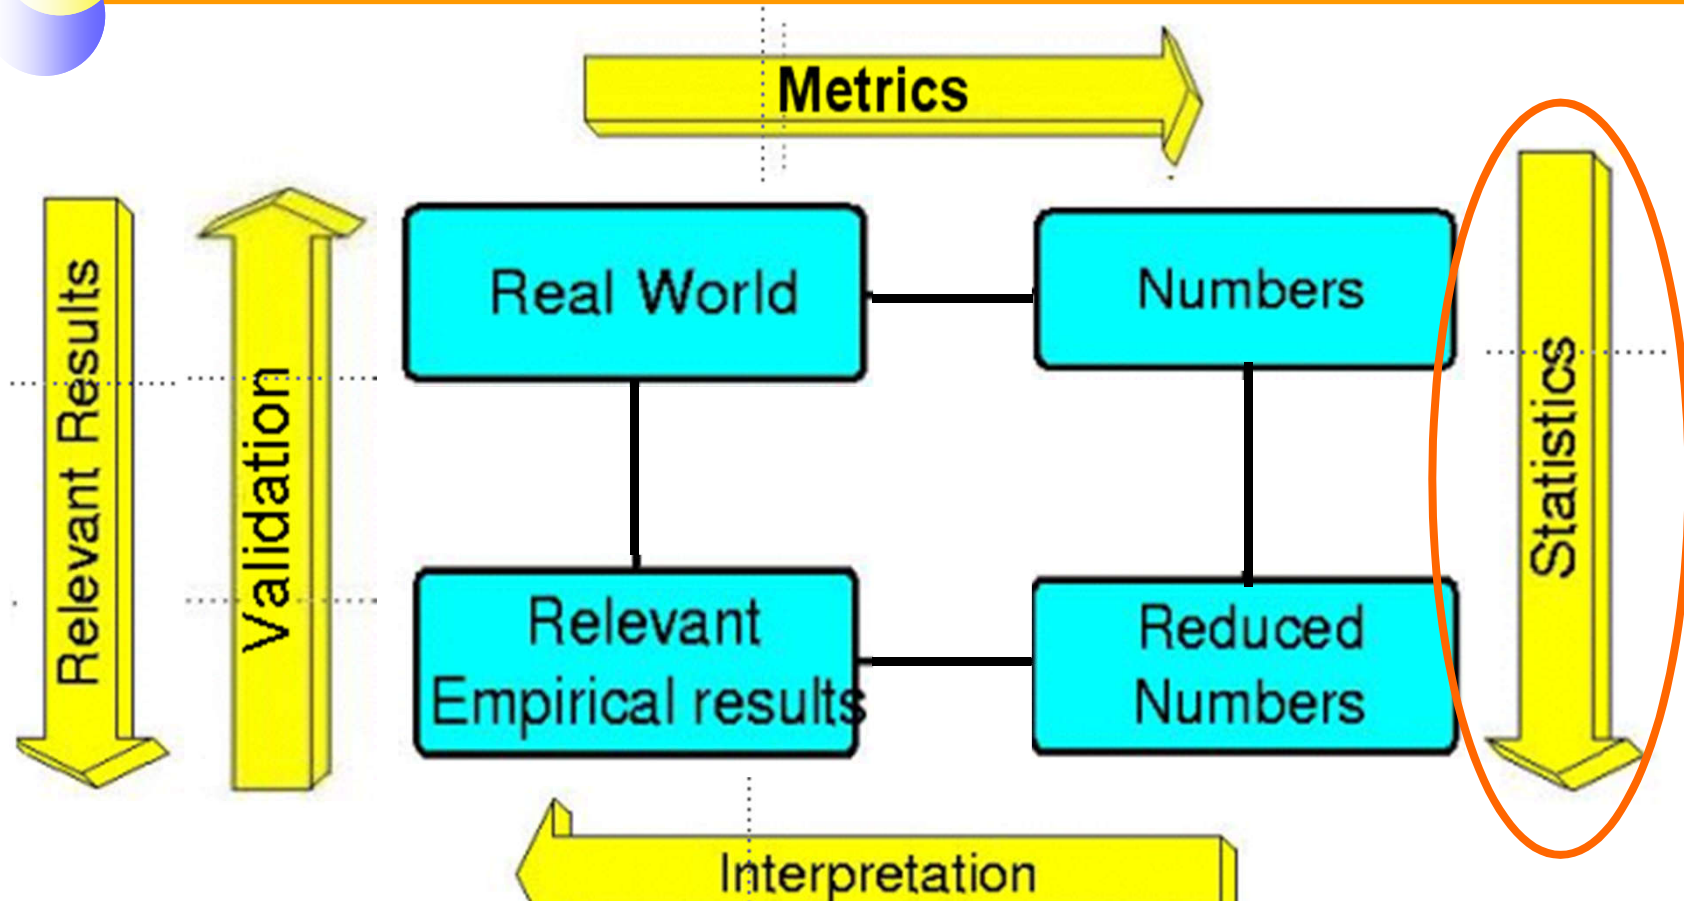 Metrics
Relevant Results
Validation
Real World
Numbers
Statistics
Relevant
Empirical results
Reduced
Numbers
Interpretation